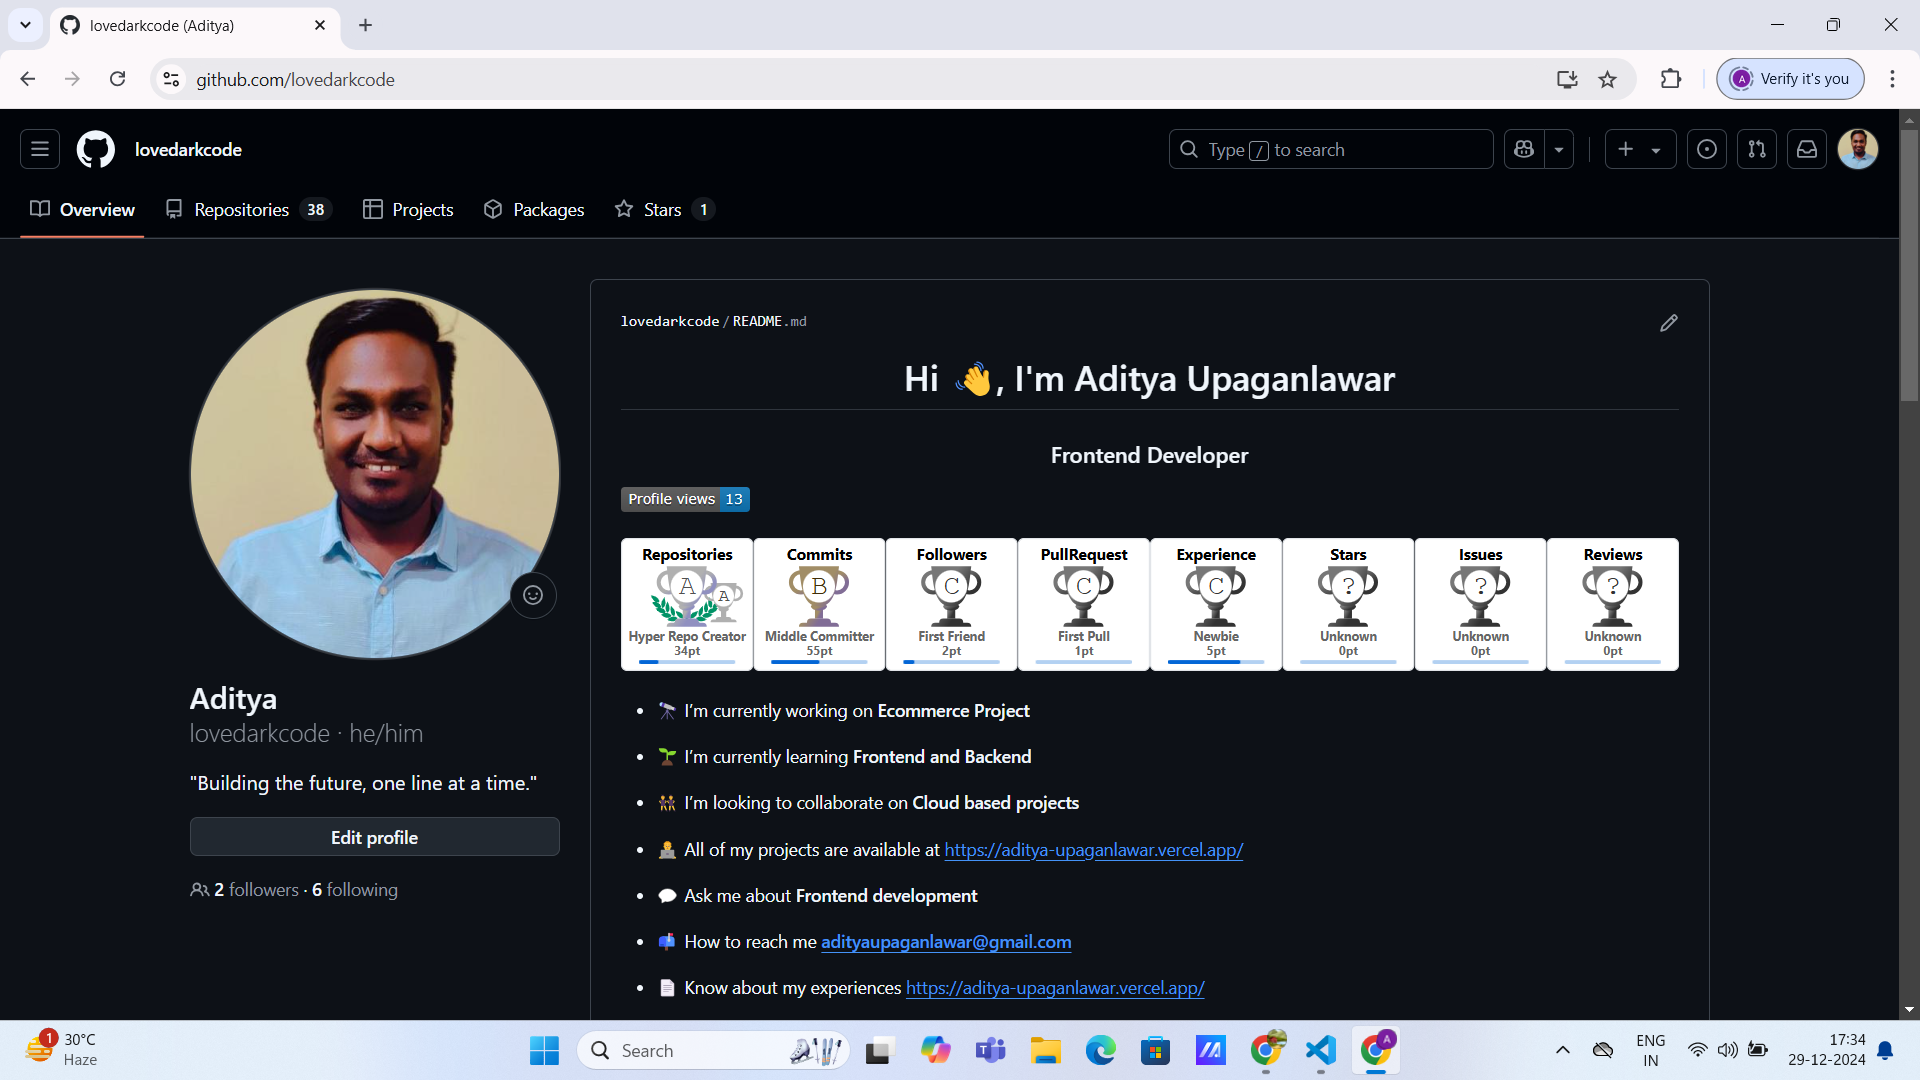 lovedarkcode (Aditya)
github.com/lovedarkcode
A
Verify it's you
lovedarkcode
Type / to search
Overview
Repositories 38
Projects
Packages
Stars 1
lovedarkcode/README.md
Hi 👋, I'm Aditya Upaganlawar
Frontend Developer
Profile views 13
Repositories
A
A
Hyper Repo Creator
34pt
Commits
B
Middle Committer
55pt
Followers
C
First Friend
2pt
PullRequest
C
First Pull
1pt
Experience
C
Newbie
5pt
Stars
?
Unknown
0pt
Issues
?
Unknown
0pt
Reviews
?
Unknown
0pt
🔭 I’m currently working on Ecommerce Project
🌱 I’m currently learning Frontend and Backend
👯 I’m looking to collaborate on Cloud based projects
👨‍💻 All of my projects are available at https://aditya-upaganlawar.vercel.app/
💬 Ask me about Frontend development
📫 How to reach me adityaupaganlawar@gmail.com
📄 Know about my experiences https://aditya-upaganlawar.vercel.app/
Aditya
lovedarkcode · he/him
"Building the future, one line at a time."
Edit profile
2 followers · 6 following
1
30°C
Haze
Search
A
ENG
IN
17:34
29-12-2024